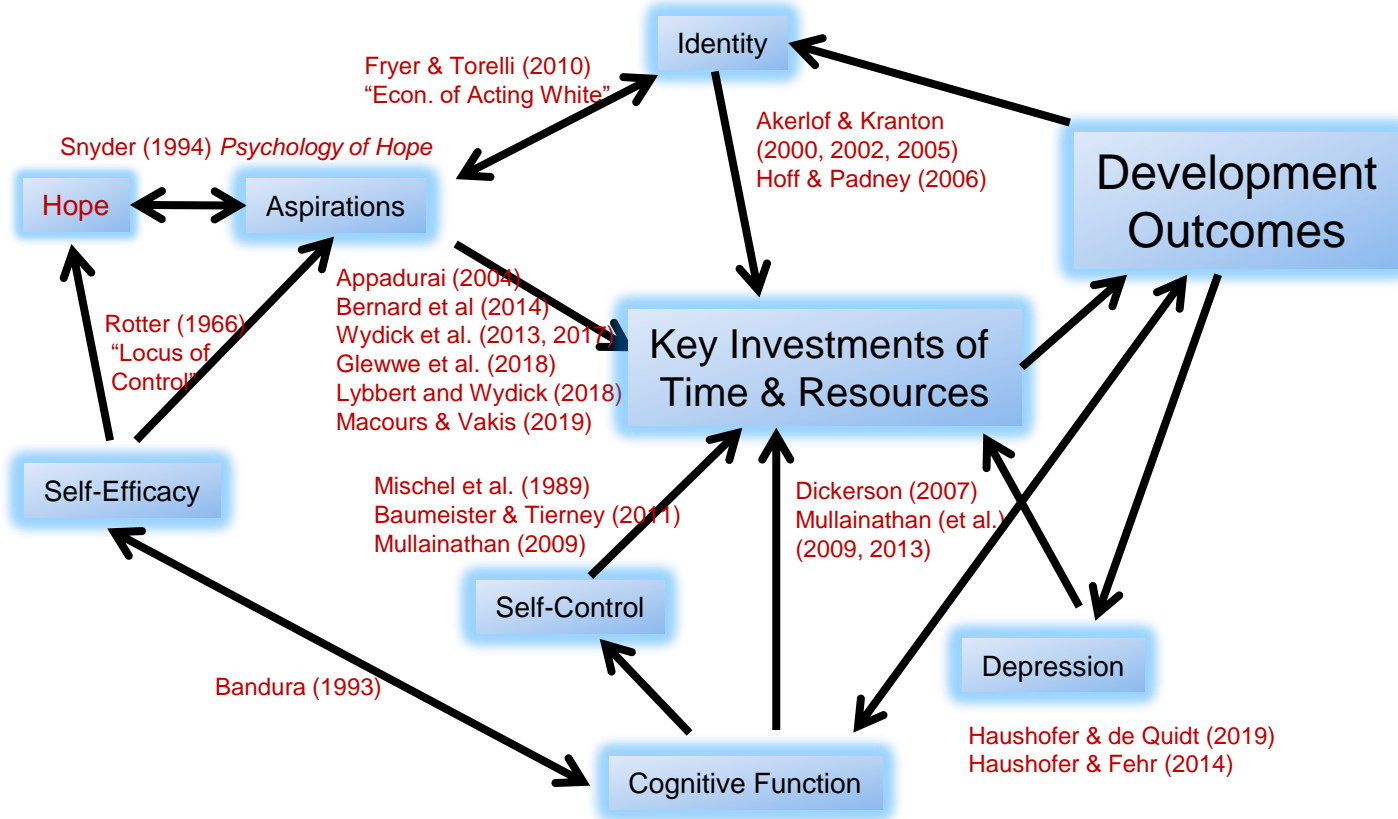 Identity
Fryer & Torelli (2010)
“Econ. of Acting White”
Akerlof & Kranton
(2000, 2002, 2005)
Hoff & Padney (2006)
Development
Outcomes
Snyder (1994) Psychology of Hope
Hope
Aspirations
Appadurai (2004)
Bernard et al (2014)
Wydick et al. (2013, 2017)
Glewwe et al. (2018)
Lybbert and Wydick (2018)
Macours & Vakis (2019)
Rotter (1966)
“Locus of
Control”
Key Investments of
Time & Resources
Self-Efficacy
Mischel et al. (1989)
Baumeister & Tierney (2011)
Mullainathan (2009)
Dickerson (2007)
Mullainathan (et al.)
(2009, 2013)
Self-Control
Depression
Bandura (1993)
Haushofer & de Quidt (2019)
Haushofer & Fehr (2014)
Cognitive Function